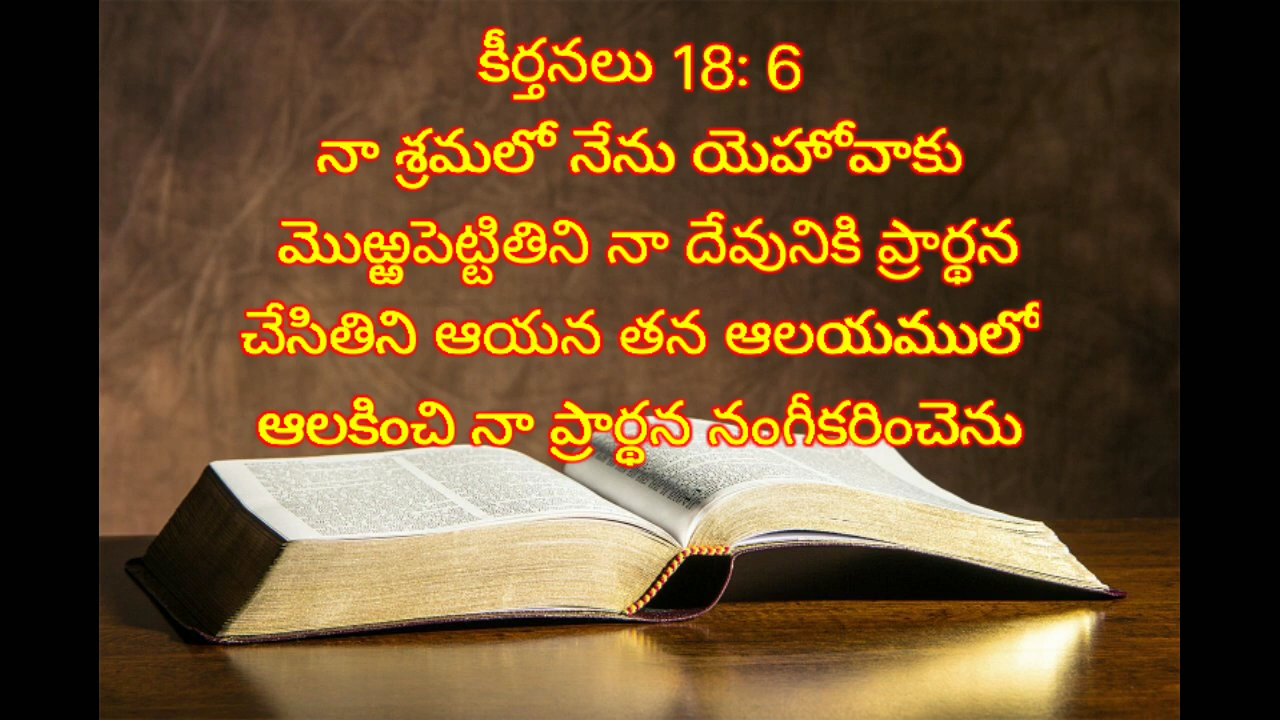 కీర్తనలు 18: 6
నా శ్రమలో నేను యెహోవాకు
మొఱ్ఱపెట్టితిని నా దేవునికి ప్రార్థన
చేసితిని ఆయన తన ఆలయములో
ఆలకించి నా ప్రార్థన నంగీకరించెను